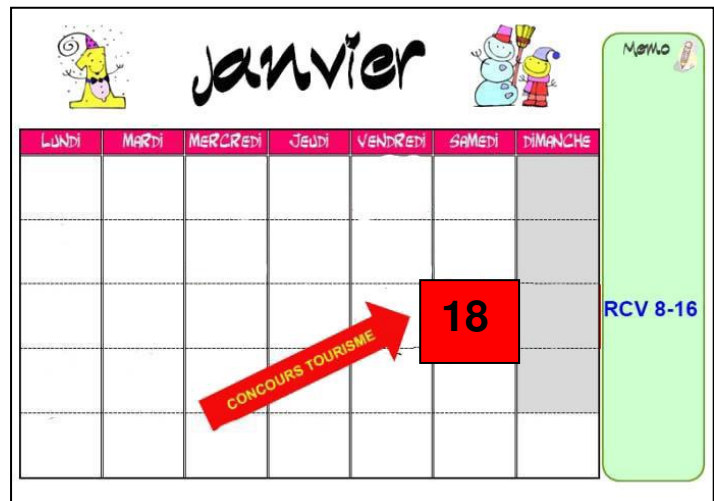 Janvier
Memo
LUNDI MARDI MERCREDI JEUDI VENDREDI SAMEDI DIMANCHE
18
RCV 8-16
CONCOURS TOURISME